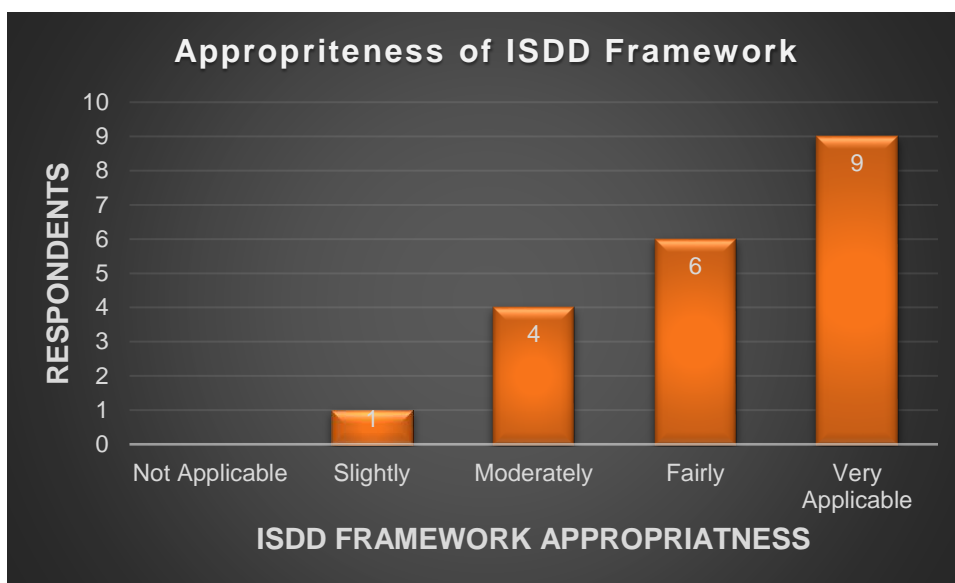 Appropriteness of ISDD Framework
10
9
8
7
6
5
4
3
2
1
0
RESPONDENTS
1
4
6
9
Not Applicable
Slightly
Moderately
Fairly
Very
Applicable
ISDD FRAMEWORK APPROPRIATNESS